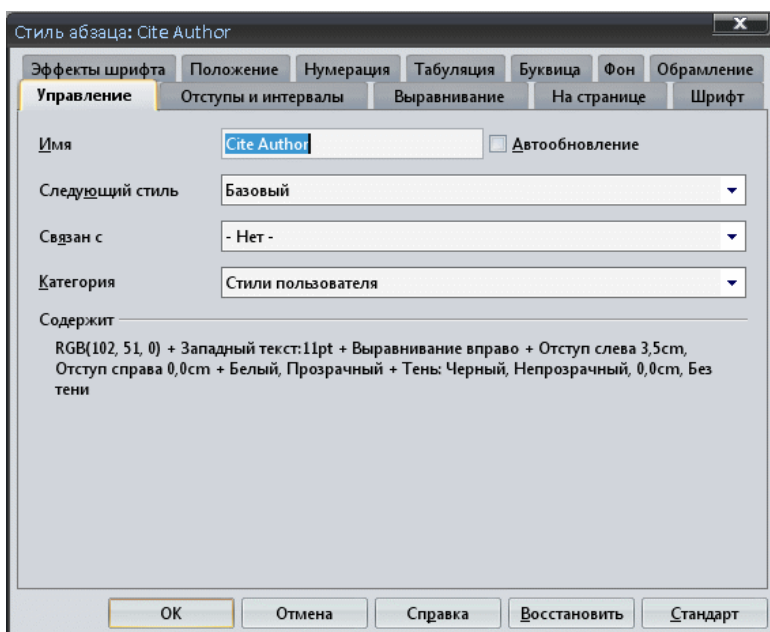 Стиль абзаца: Cite Author
x
Эффекты шрифта Положение Нумерация Табуляция Буквица Фон Обрамление
Управление Отступы и интервалы Выравнивание На странице Шрифт
Имя Cite Author Автообновление
Следующий стиль Базовый
Связан с - Нет -
Категория Стили пользователя
Содержит
RGB(102, 51, 0) + Западный текст:11pt + Выравнивание вправо + Отступ слева 3,5cm,
Отступ справа 0,0cm + Белый, Прозрачный + Тень: Черный, Непрозрачный, 0,0cm, Без
тени
OK Отмена Справка Восстановить Стандарт